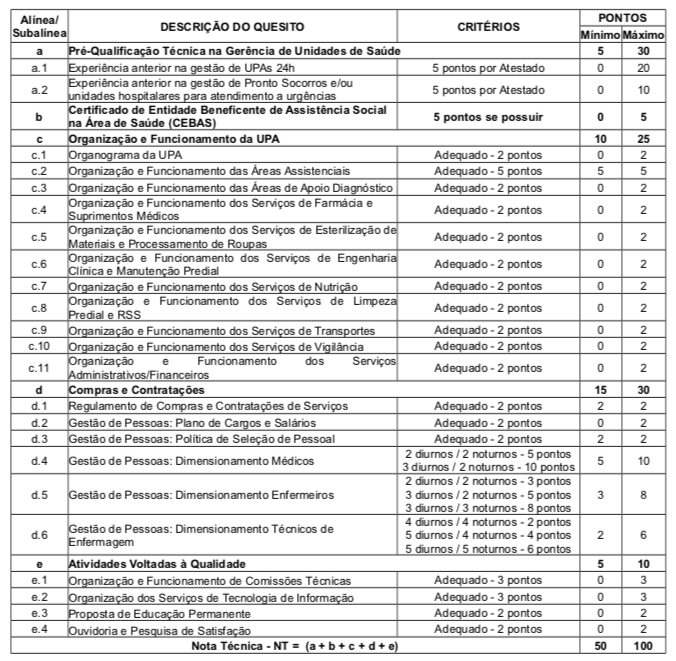 Alínea/ Subalínea DESCRIÇÃO DO QUESITO CRITÉRIOS PONTOS
Mínimo Máximo
a Pré-Qualificação Técnica na Gerência de Unidades de Saúde 5 30
a.1 Experiência anterior na gestão de UPAs 24h 5 pontos por Atestado 0 20
a.2 Experiência anterior na gestão de Pronto Socorros e/ou
unidades hospitalares para atendimento a urgências 5 pontos por Atestado 0 10
b Certificado de Entidade Beneficente de Assistência Social
na Área de Saúde (CEBAS) 5 pontos se possuir 0 5
c Organização e Funcionamento da UPA 10 25
c.1 Organograma da UPA Adequado - 2 pontos 0 2
c.2 Organização e Funcionamento das Áreas Assistenciais Adequado - 5 pontos 5 5
c.3 Organização e Funcionamento das Áreas de Apoio Diagnóstico Adequado - 2 pontos 0 2
c.4 Organização e Funcionamento dos Serviços de Farmácia e
Suprimentos Médicos Adequado - 2 pontos 0 2
c.5 Organização e Funcionamento dos Serviços de Esterilização de
Materiais e Processamento de Roupas Adequado - 2 pontos 0 2
c.6 Organização e Funcionamento dos Serviços de Engenharia
Clínica e Manutenção Predial Adequado - 2 pontos 0 2
c.7 Organização e Funcionamento dos Serviços de Nutrição Adequado - 2 pontos 0 2
c.8 Organização e Funcionamento dos Serviços de Limpeza
Predial e RSS Adequado - 2 pontos 0 2
c.9 Organização e Funcionamento dos Serviços de Transportes Adequado - 2 pontos 0 2
c.10 Organização e Funcionamento dos Serviços de Vigilância Adequado - 2 pontos 0 2
c.11 Organização e Funcionamento dos Serviços
Administrativos/Financeiros Adequado - 2 pontos 0 2
d Compras e Contratações 15 30
d.1 Regulamento de Compras e Contratações de Serviços Adequado - 2 pontos 2 2
d.2 Gestão de Pessoas: Plano de Cargos e Salários Adequado - 2 pontos 0 2
d.3 Gestão de Pessoas: Política de Seleção de Pessoal Adequado - 2 pontos 2 2
d.4 Gestão de Pessoas: Dimensionamento Médicos 2 diurnos / 2 noturnos - 5 pontos
3 diurnos / 2 noturnos - 10 pontos 5 10
d.5 Gestão de Pessoas: Dimensionamento Enfermeiros 2 diurnos / 2 noturnos - 3 pontos
3 diurnos / 2 noturnos - 5 pontos
3 diurnos / 3 noturnos - 8 pontos 3 8
d.6 Gestão de Pessoas: Dimensionamento Técnicos de
Enfermagem 4 diurnos / 4 noturnos - 2 pontos
5 diurnos / 4 noturnos - 4 pontos
5 diurnos / 5 noturnos - 6 pontos 2 6
e Atividades Voltadas à Qualidade 5 10
e.1 Organização e Funcionamento de Comissões Técnicas Adequado - 3 pontos 0 3
e.2 Organização dos Serviços de Tecnologia de Informação Adequado - 3 pontos 0 3
e.3 Proposta de Educação Permanente Adequado - 2 pontos 0 2
e.4 Ouvidoria e Pesquisa de Satisfação Adequado - 2 pontos 0 2
Nota Técnica - NT = (a + b + c + d + e) 50 100